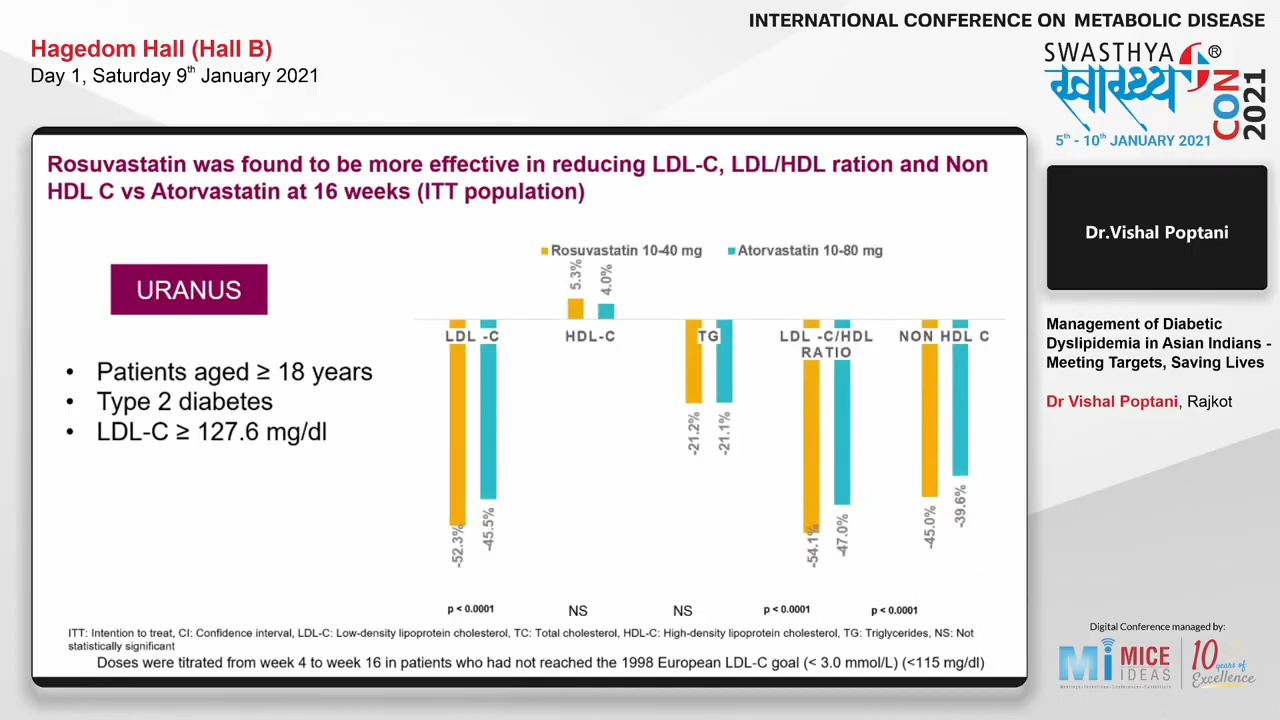 INTERNATIONAL CONFERENCE ON METABOLIC DISEASE
Hagedom Hall (Hall B)
Day 1, Saturday 9th January 2021
SWASTHYA
®
स्वास्थ्य
CON
2021
5th - 10th JANUARY 2021
Rosuvastatin was found to be more effective in reducing LDL-C, LDL/HDL ration and Non
HDL C vs Atorvastatin at 16 weeks (ITT population)
URANUS
• Patients aged ≥ 18 years
• Type 2 diabetes
• LDL-C ≥ 127.6 mg/dl
Rosuvastatin 10-40 mg
Atorvastatin 10-80 mg
5.3%
4.0%
LDL -C
HDL-C
TG
LDL -C/HDL
RATIO
NON HDL C
-52.3%
-45.5%
-21.2%
-21.1%
-54.1%
-47.0%
-45.0%
-39.6%
p < 0.0001
NS
NS
p < 0.0001
p < 0.0001
ITT: Intention to treat, CI: Confidence interval, LDL-C: Low-density lipoprotein cholesterol, TC: Total cholesterol, HDL-C: High-density lipoprotein cholesterol, TG: Triglycerides, NS: Not
statistically significant
Doses were titrated from week 4 to week 16 in patients who had not reached the 1998 European LDL-C goal (< 3.0 mmol/L) (<115 mg/dl)
Dr.Vishal Poptani
Management of Diabetic
Dyslipidemia in Asian Indians -
Meeting Targets, Saving Lives
Dr Vishal Poptani, Rajkot
Digital Conference managed by:
Mi
MICE
IDEAS
Meetings•Incentives•Conferences•Exhibitions
10
years of
Excellence